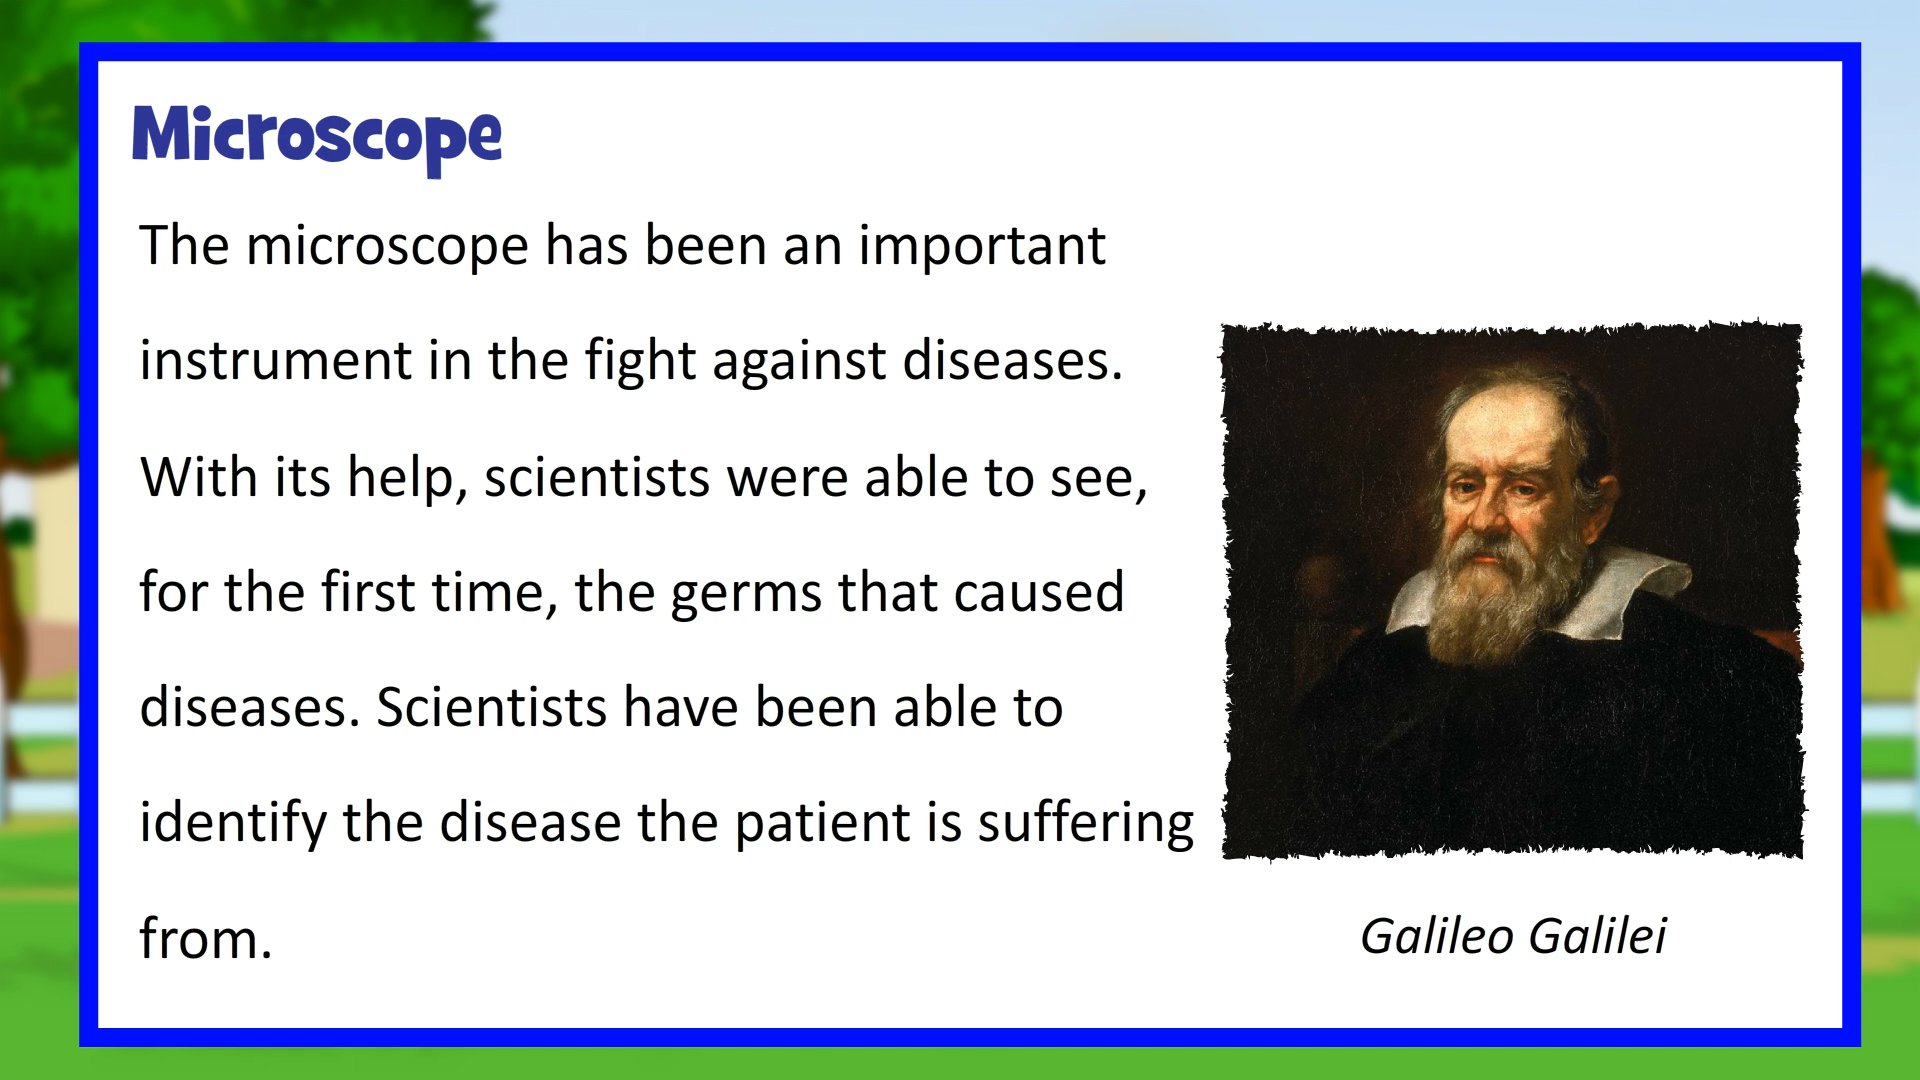 Microscope
The microscope has been an important
instrument in the fight against diseases.
With its help, scientists were able to see,
for the first time, the germs that caused
diseases. Scientists have been able to
identify the disease the patient is suffering
from.
Galileo Galilei